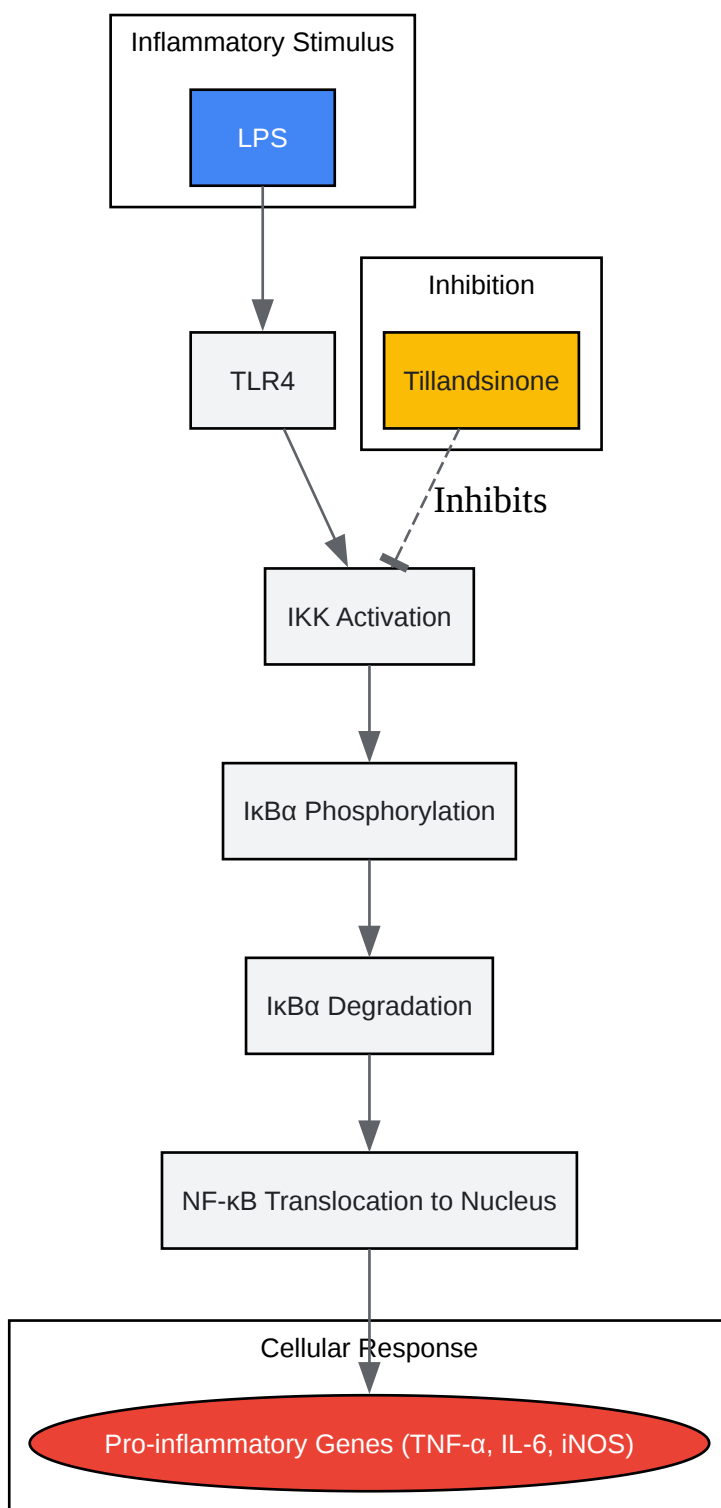 Inflammatory Stimulus
LPS
Inhibition
TLR4
Tillandsinone
Inhibits
IKK Activation
IκBα Phosphorylation
IκBα Degradation
NF-κB Translocation to Nucleus
Cellular Response
Pro-inflammatory Genes (TNF-α, IL-6, iNOS)